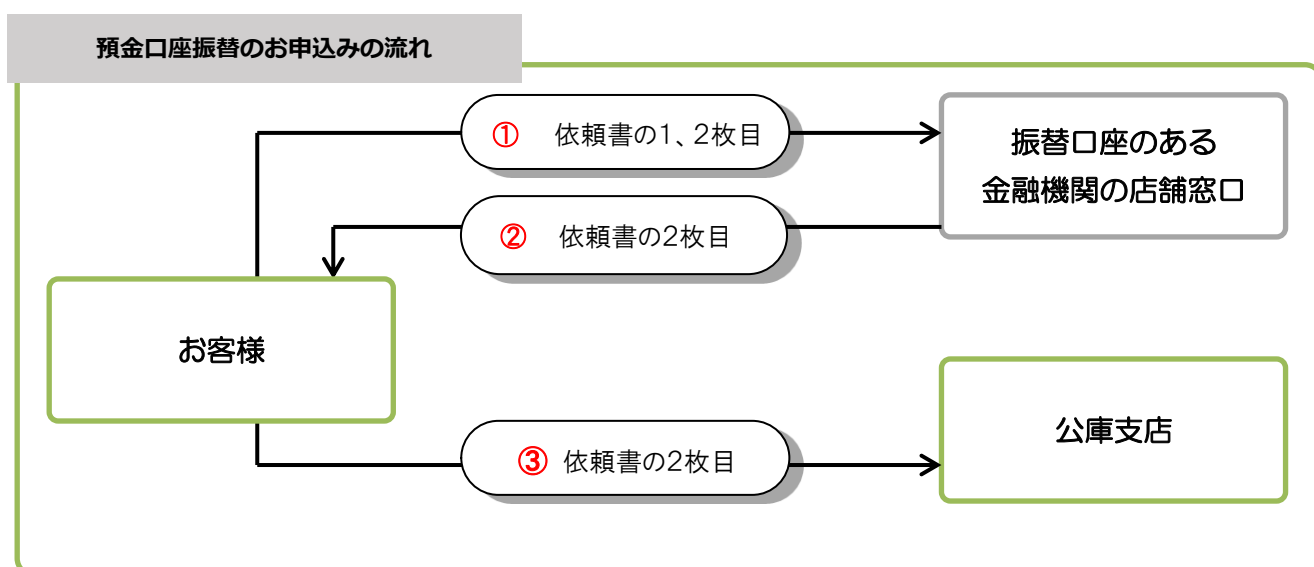 預金口座振替のお申込みの流れ
① 依頼書の1、2枚目
振替口座のある
金融機関の店舗窓口
② 依頼書の2枚目
お客様
公庫支店
③ 依頼書の2枚目